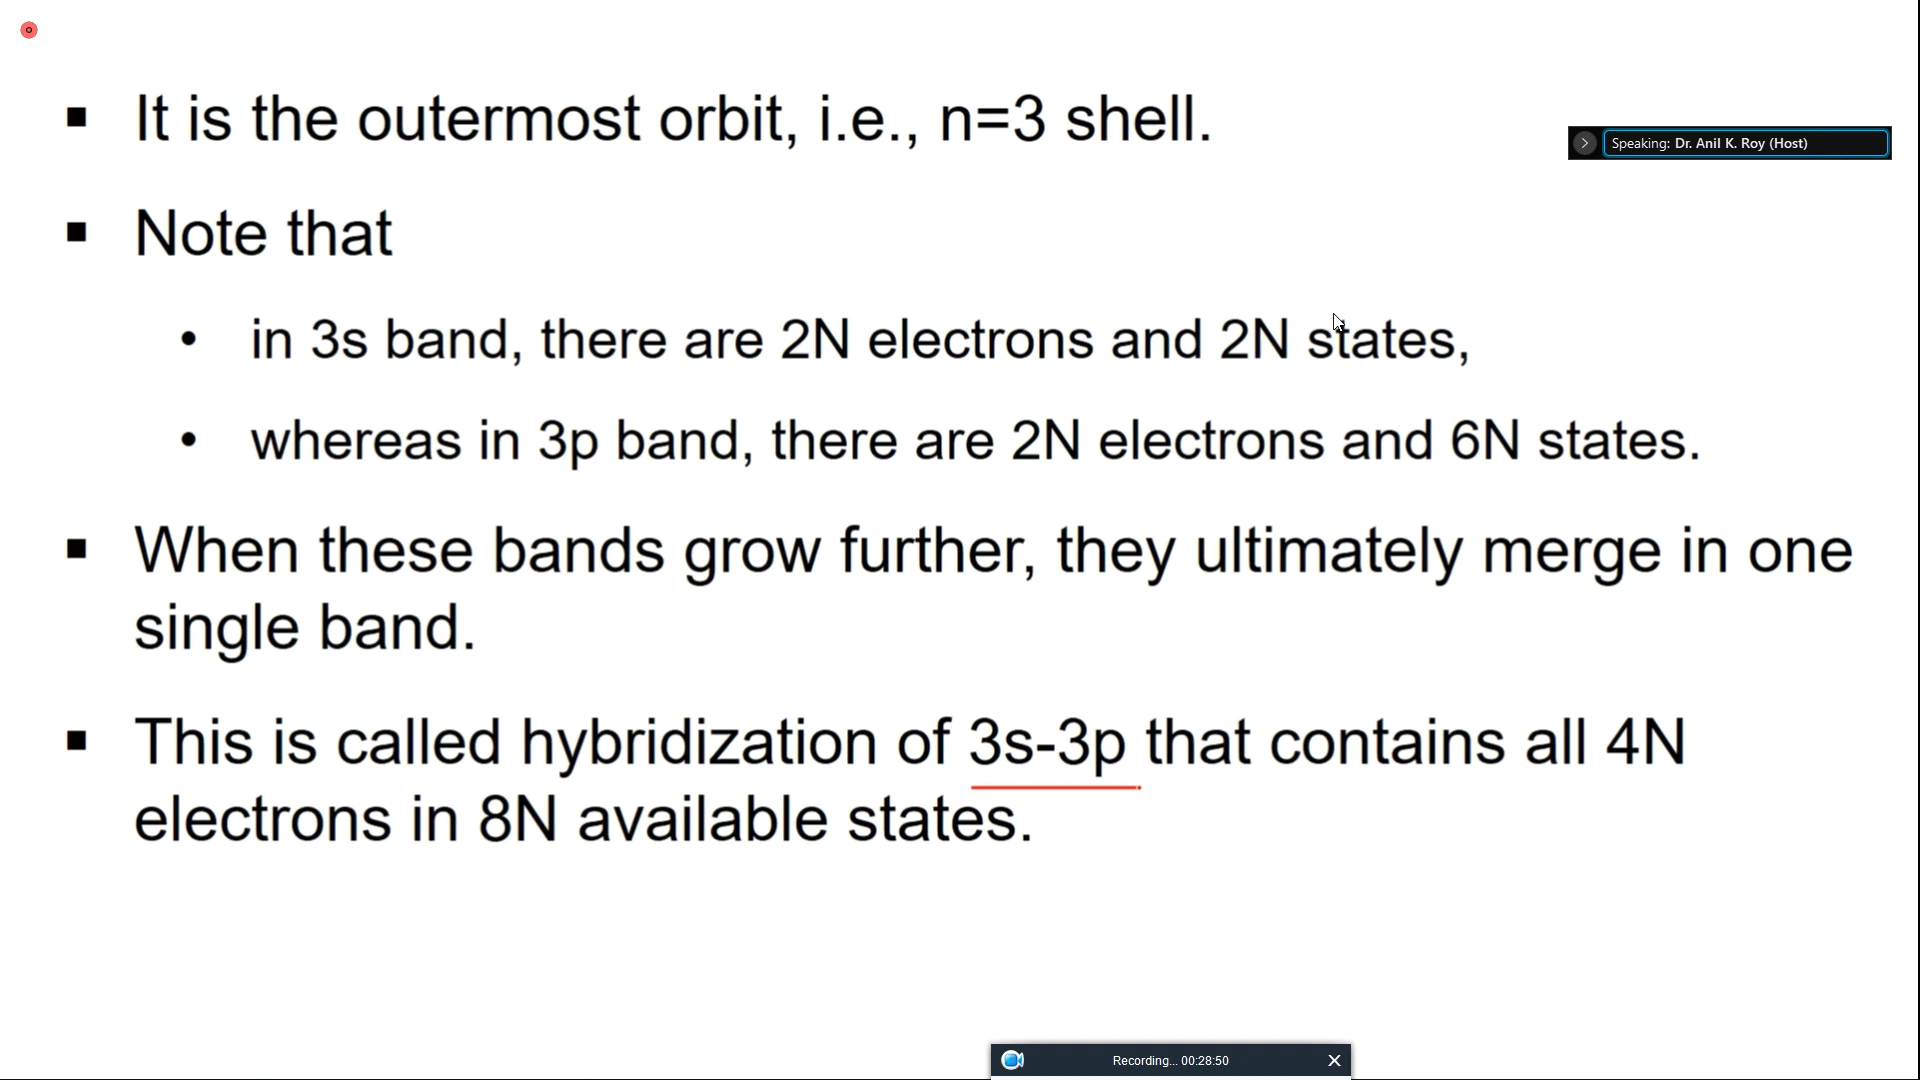 It is the outermost orbit, i.e., n=3 shell.
Speaking: Dr. Anil K. Roy (Host)
Note that
in 3s band, there are 2N electrons and 2N states,
whereas in 3p band, there are 2N electrons and 6N states.
When these bands grow further, they ultimately merge in one
single band.
This is called hybridization of 3s-3p that contains all 4N
electrons in 8N available states.
Recording... 00:28:50